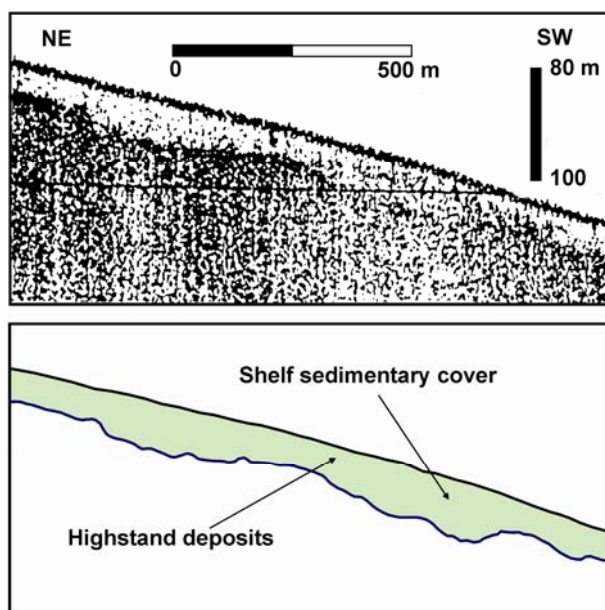 NE
SW
0
500 m
80 m
100
Shelf sedimentary cover
Highstand deposits